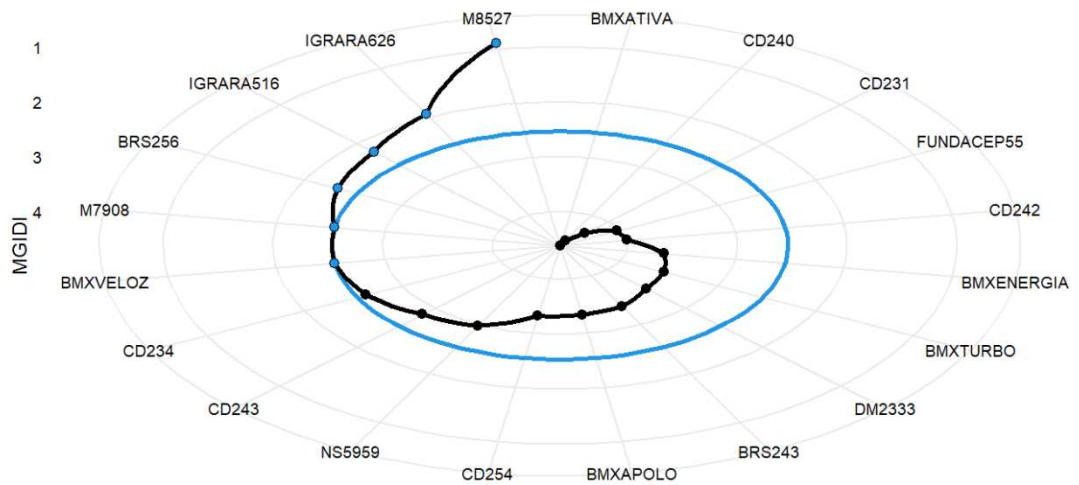 M8527
BMXATIVA
IGRARA626
CD240
1
IGRARA516
CD231
2
BRS256
FUNDACEP55
3
M7908
CD242
4
MGIDI
BMXVELOZ
BMXENERGIA
CD234
BMXTURBO
CD243
DM2333
NS5959
BRS243
CD254
BMXAPOLO